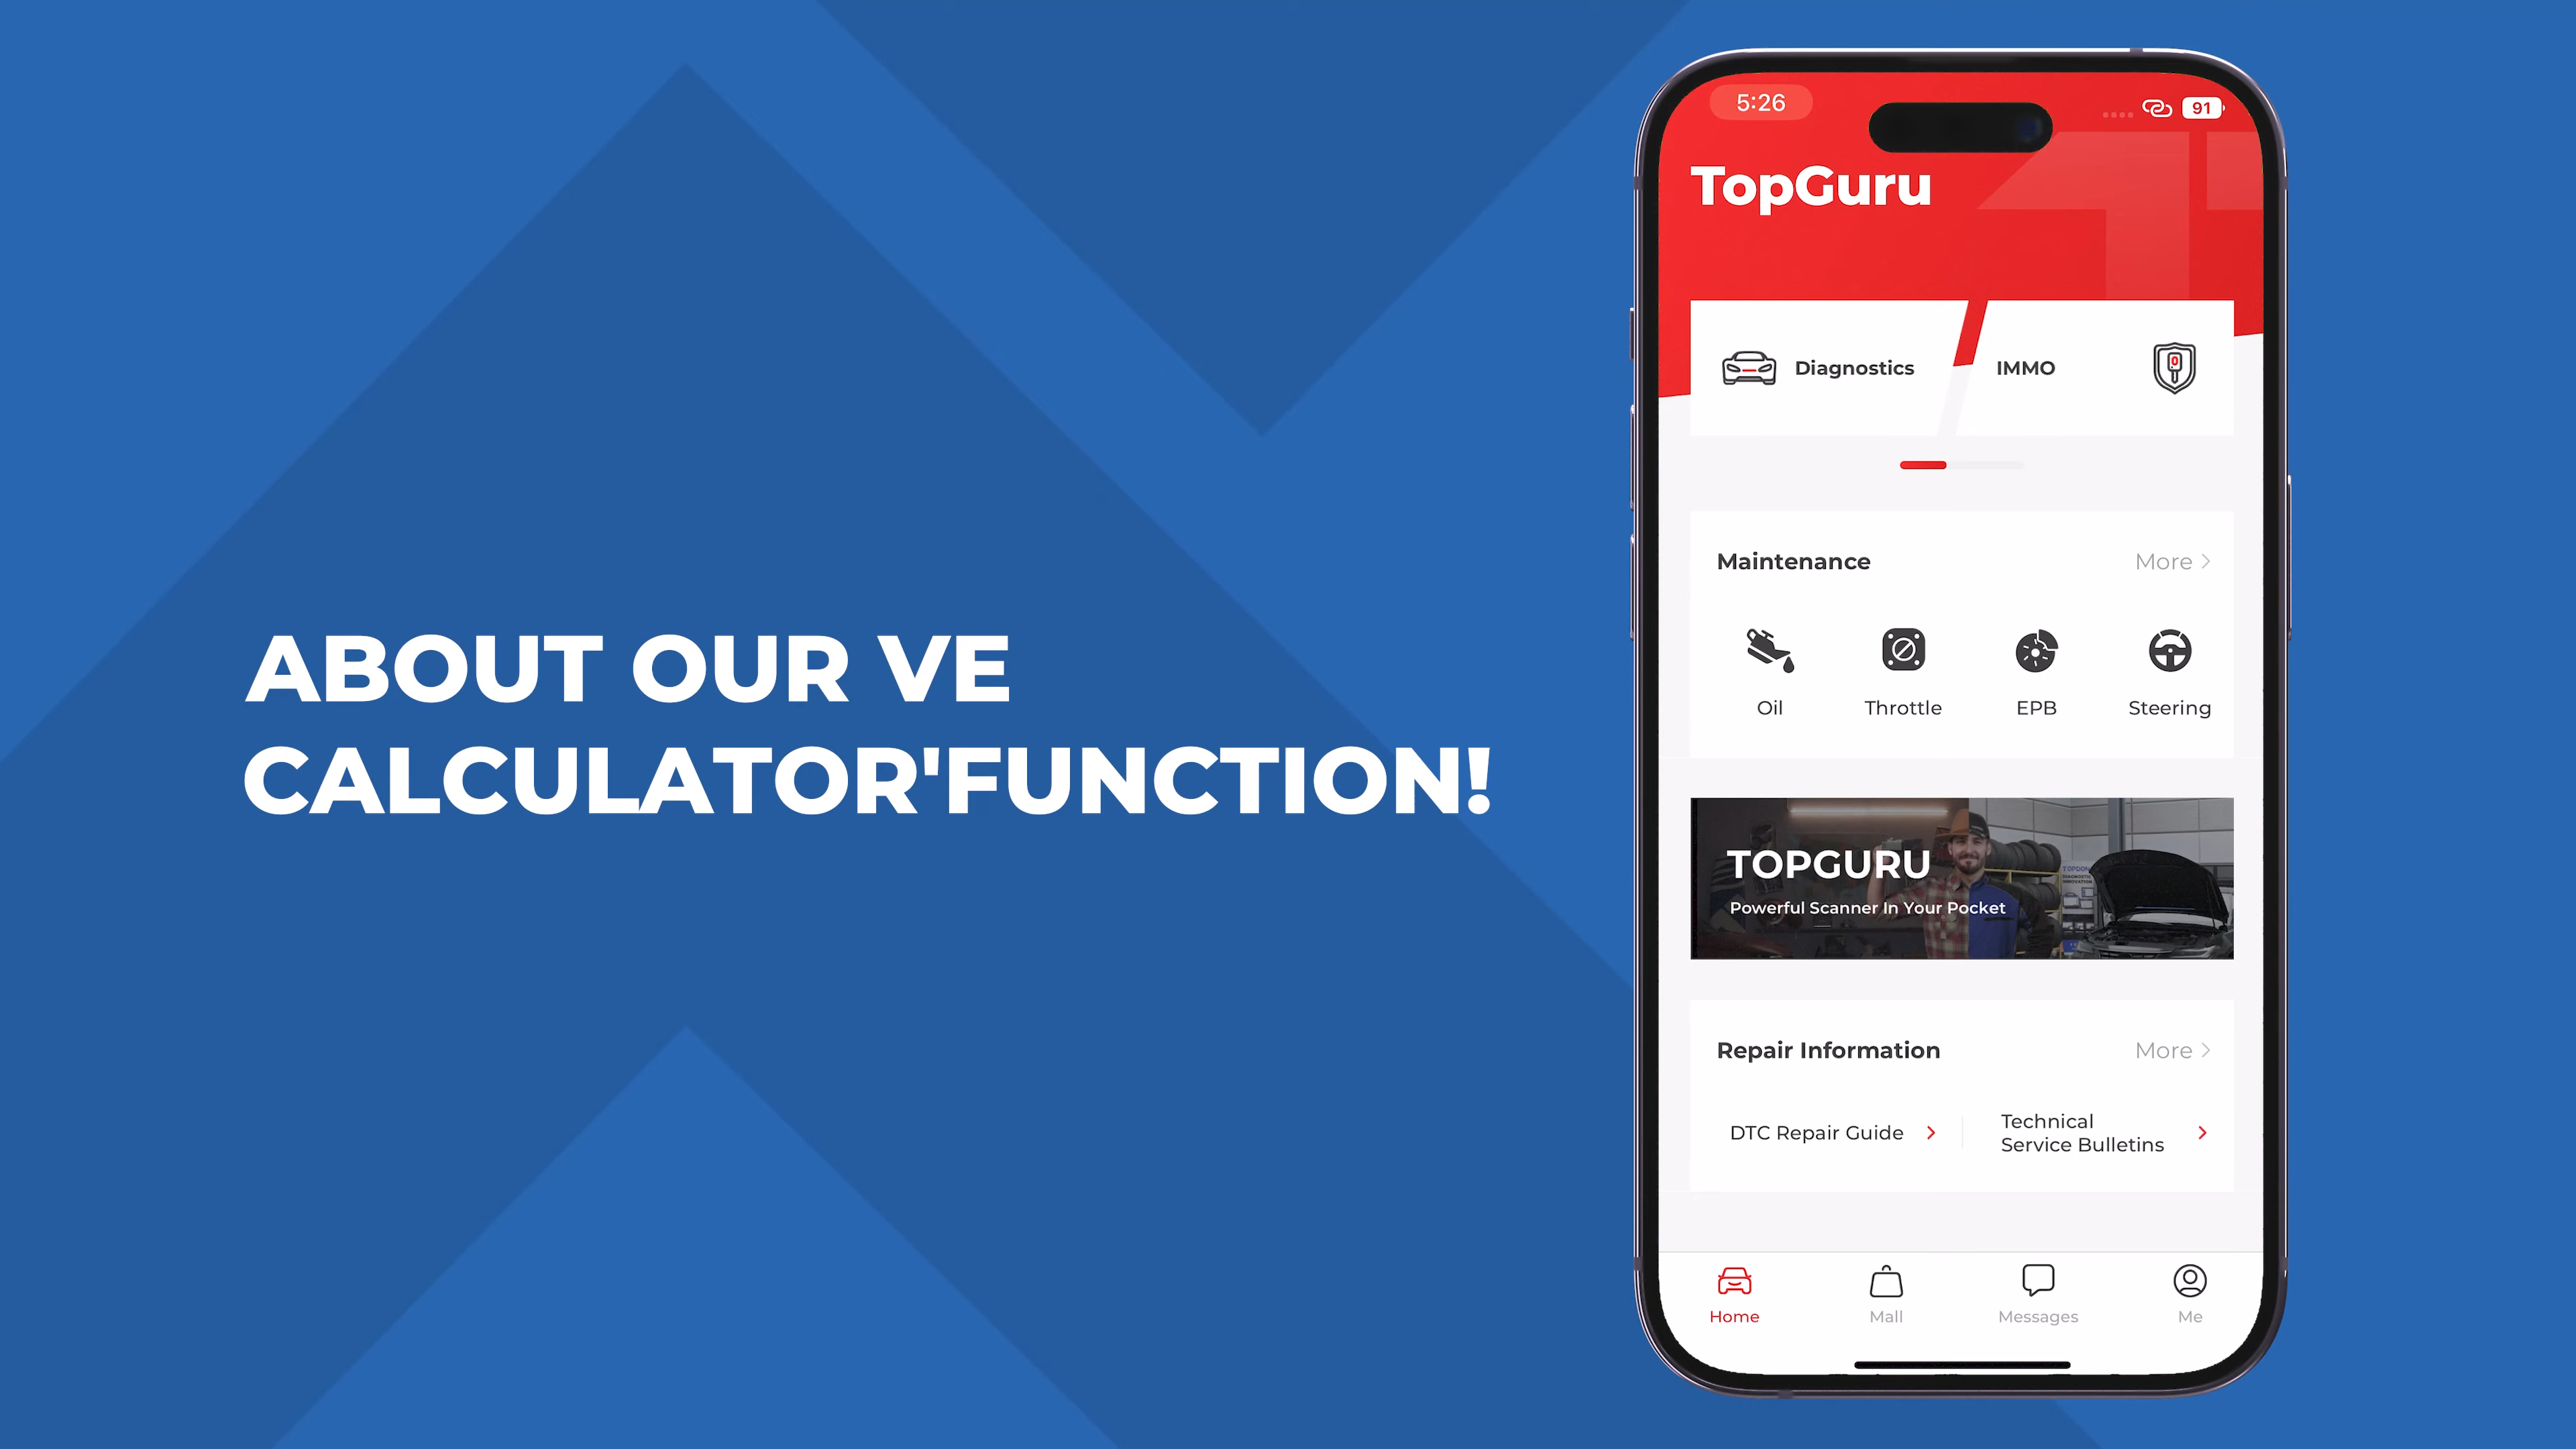 ABOUT OUR VE
CALCULATOR'FUNCTION!
5:26
91
TopGuru
Diagnostics
IMMO
Maintenance
More
Oil
Throttle
EPB
Steering
TOPGURU
Powerful Scanner In Your Pocket
Repair Information
More
DTC Repair Guide
Technical
Service Bulletins
Home
Mall
Messages
Me